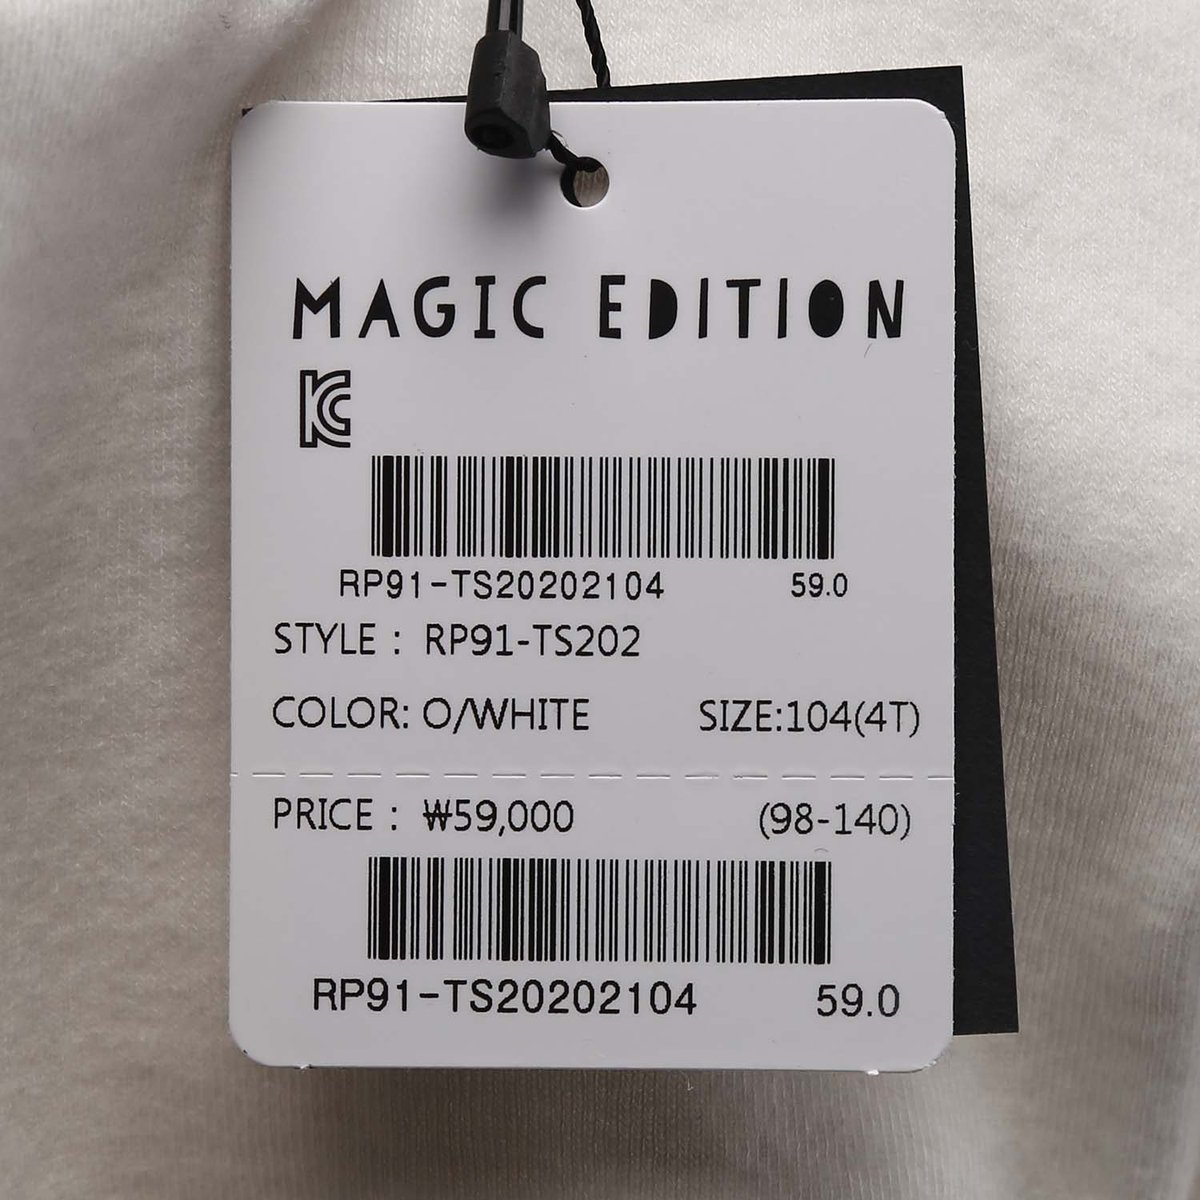 MAGIC EDITION
KC
RP91-TS20202104 59.0
STYLE : RP91-TS202
COLOR: O/WHITE SIZE:104(4T)
PRICE : ₩59,000 (98-140)
RP91-TS20202104 59.0